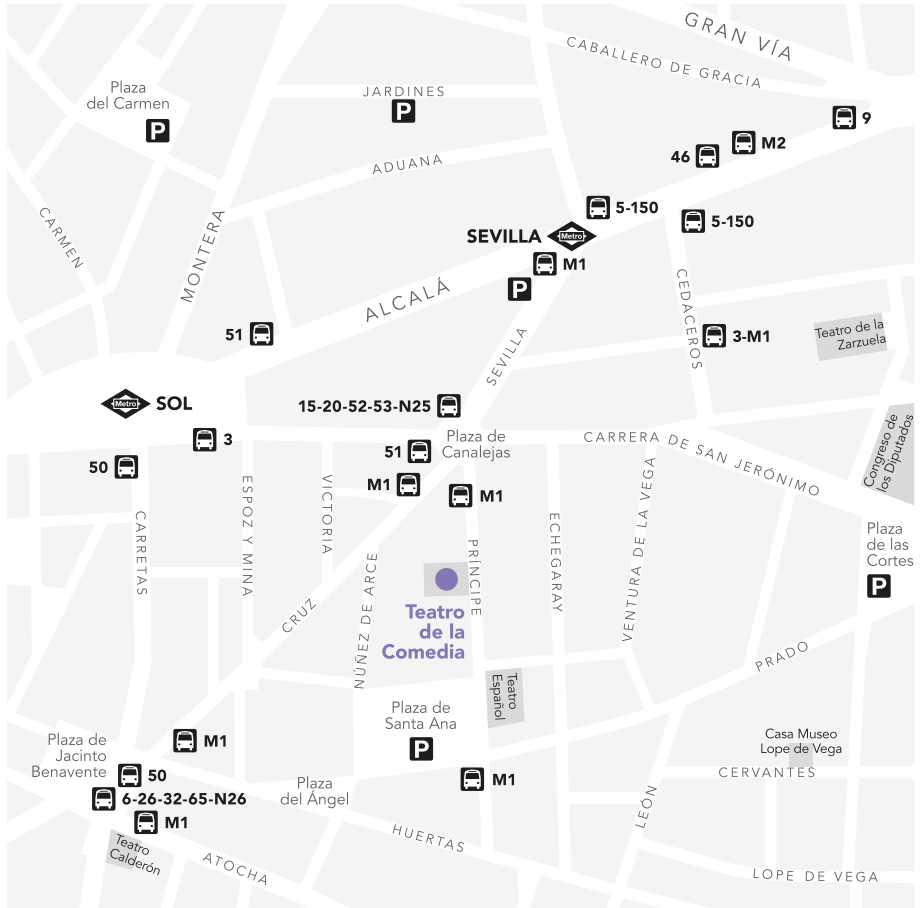 GRAN VÍA
CABALLERO DE GRACIA
Plaza
del Carmen
P
JARDINES
P
9
M2
46
ADUANA
CARMEN
MONTERA
5-150
5-150
SEVILLA
Metro
M1
P
ALCALÁ
CEDACEROS
SEVILLA
51
3-M1
Teatro de la
Zarzuela
Metro
SOL
15-20-52-53-N25
3
50
51
Plaza de
Canalejas
CARRERA DE SAN JERÓNIMO
Congreso de
los Diputados
M1
M1
CARRETAS
ESPOZ Y MINA
VICTORIA
NÚÑEZ DE ARCE
PRÍNCIPE
ECHEGARAY
VENTURA DE LA VEGA
Plaza
de las
Cortes
P
CRUZ
Teatro
de la
Comedia
PRADO
Teatro
Español
Plaza de
Santa Ana
P
M1
M1
Plaza de
Jacinto
Benavente
50
6-26-32-65-N26
M1
Teatro
Calderón
Plaza
del Ángel
HUERTAS
ATOCHA
LEÓN
Casa Museo
Lope de Vega
CERVANTES
LOPE DE VEGA